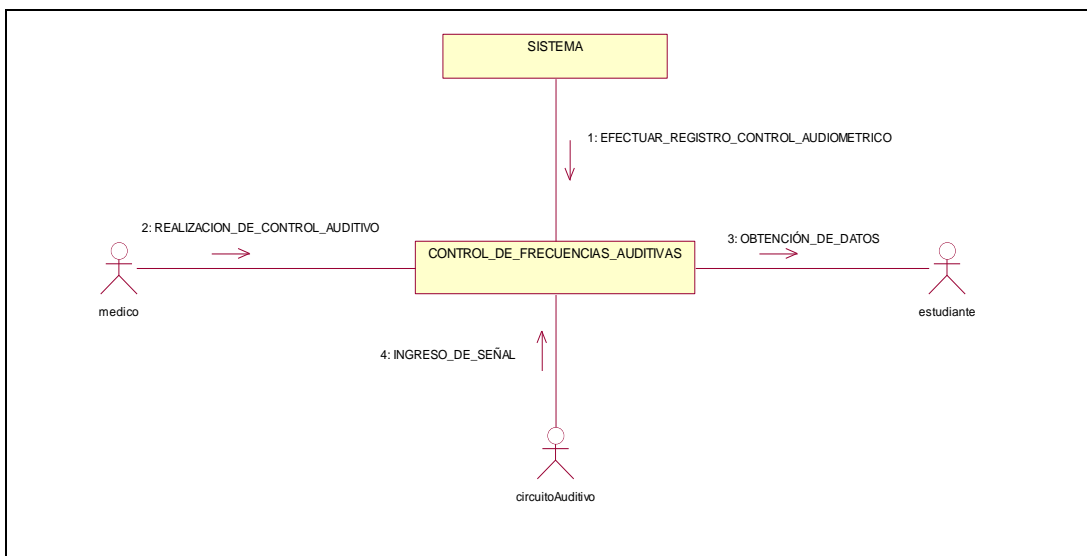 SISTEMA
1: EFECTUAR_REGISTRO_CONTROL_AUDIOMETRICO
2: REALIZACION_DE_CONTROL_AUDITIVO
3: OBTENCIÓN_DE_DATOS
CONTROL_DE_FRECUENCIAS_AUDITIVAS
medico
estudiante
4: INGRESO_DE_SEÑAL
circuitoAuditivo